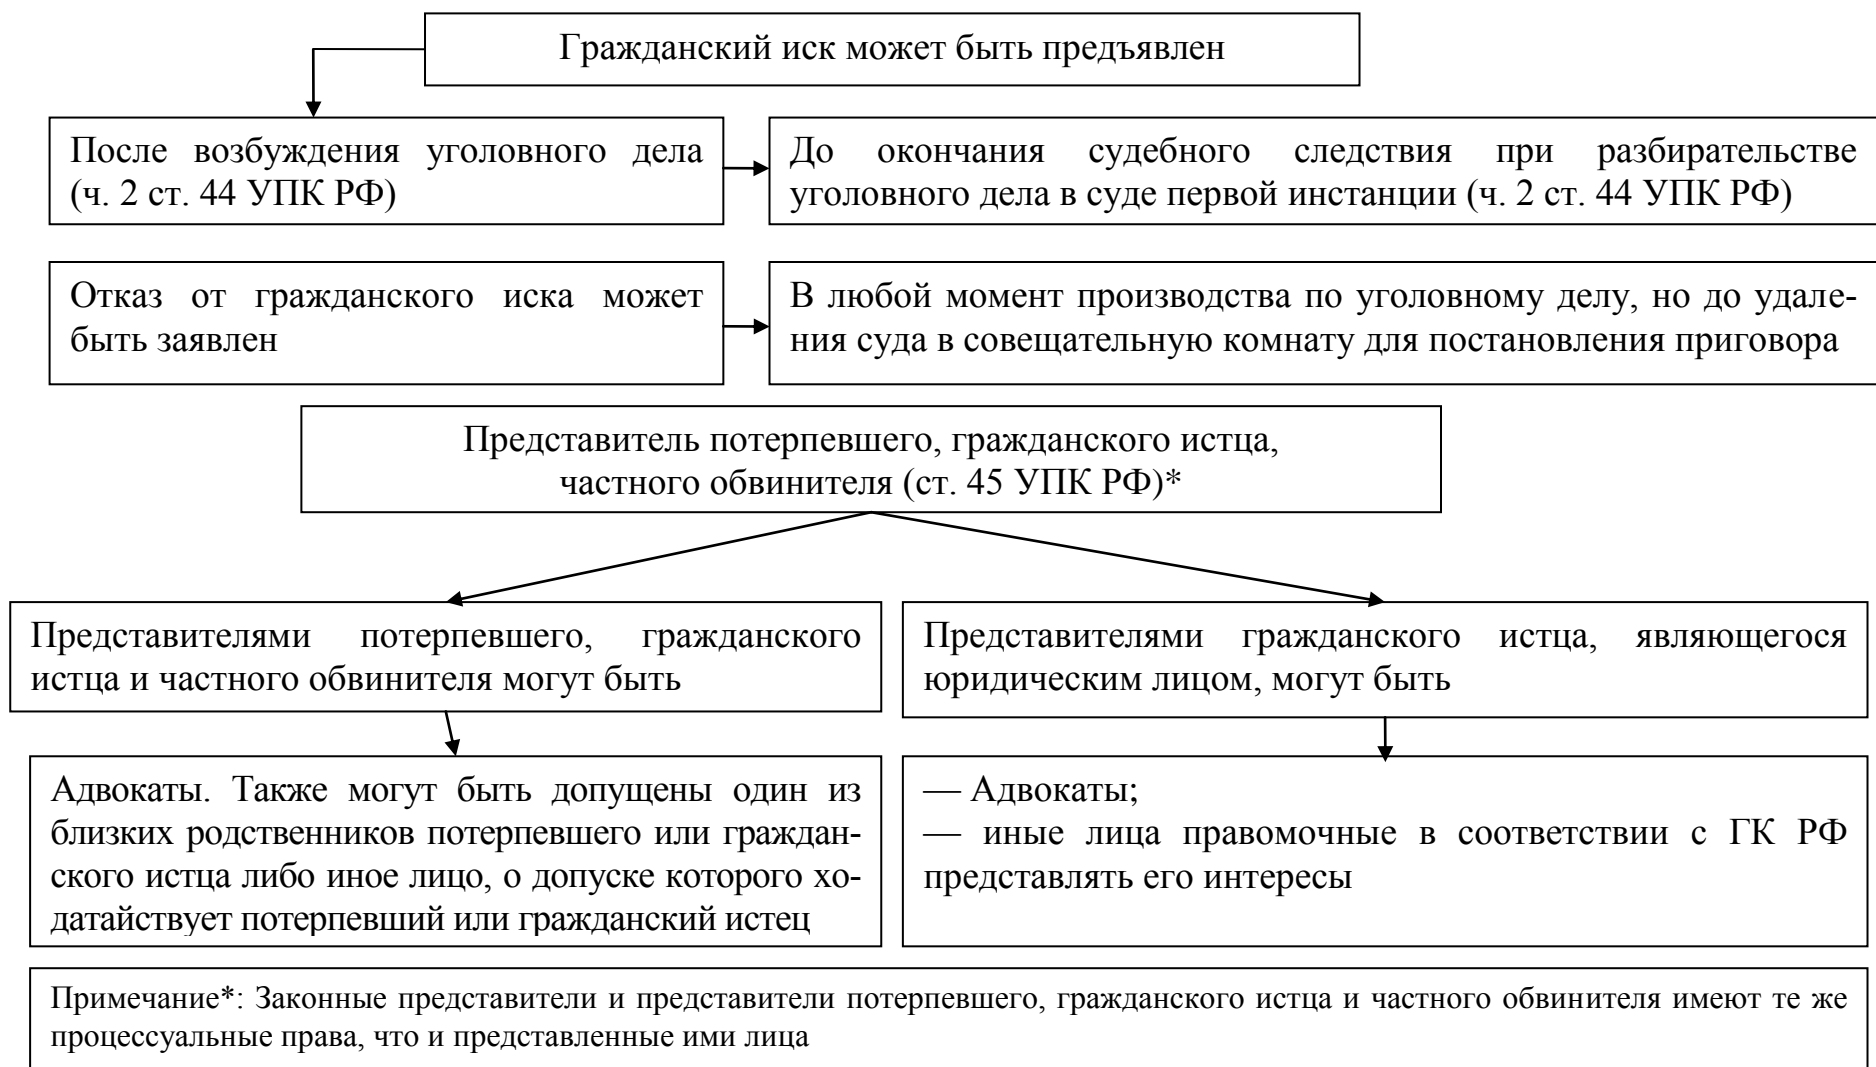 Гражданский иск может быть предъявлен
После возбуждения уголовного дела
(ч. 2 ст. 44 УПК РФ)
До окончания судебного следствия при разбирательстве
уголовного дела в суде первой инстанции (ч. 2 ст. 44 УПК РФ)
Отказ от гражданского иска может
быть заявлен
В любой момент производства по уголовному делу, но до удале-
ния суда в совещательную комнату для постановления приговора
Представитель потерпевшего, гражданского истца,
частного обвинителя (ст. 45 УПК РФ)*
Представителями потерпевшего, гражданского
истца и частного обвинителя могут быть
Представителями гражданского истца, являющегося
юридическим лицом, могут быть
Адвокаты. Также могут быть допущены один из
близких родственников потерпевшего или граждан-
ского истца либо иное лицо, о допуске которого хо-
датайствует потерпевший или гражданский истец
— Адвокаты;
— иные лица правомочные в соответствии с ГК РФ
представлять его интересы
Примечание*: Законные представители и представители потерпевшего, гражданского истца и частного обвинителя имеют те же
процессуальные права, что и представленные ими лица